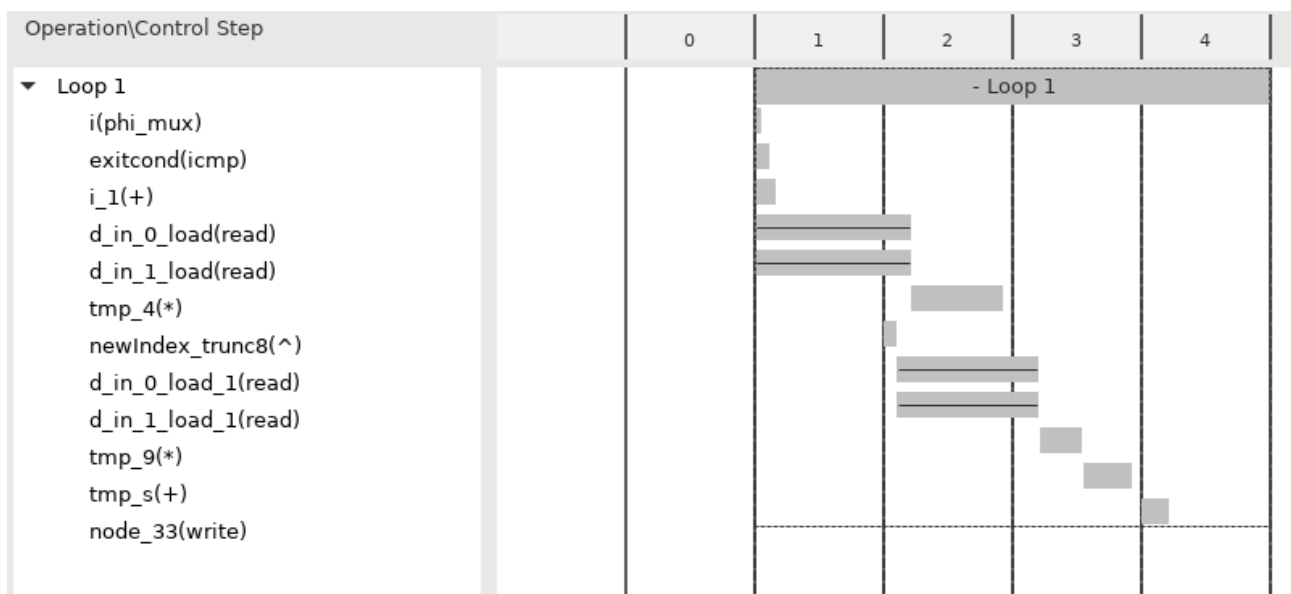 Operation\Control Step
0 1 2 3 4
Loop 1
- Loop 1
i(phi_mux)
exitcond(icmp)
i_1(+)
d_in_0_load(read)
d_in_1_load(read)
tmp_4(*)
newIndex_trunc8(^)
d_in_0_load_1(read)
d_in_1_load_1(read)
tmp_9(*)
tmp_s(+)
node_33(write)